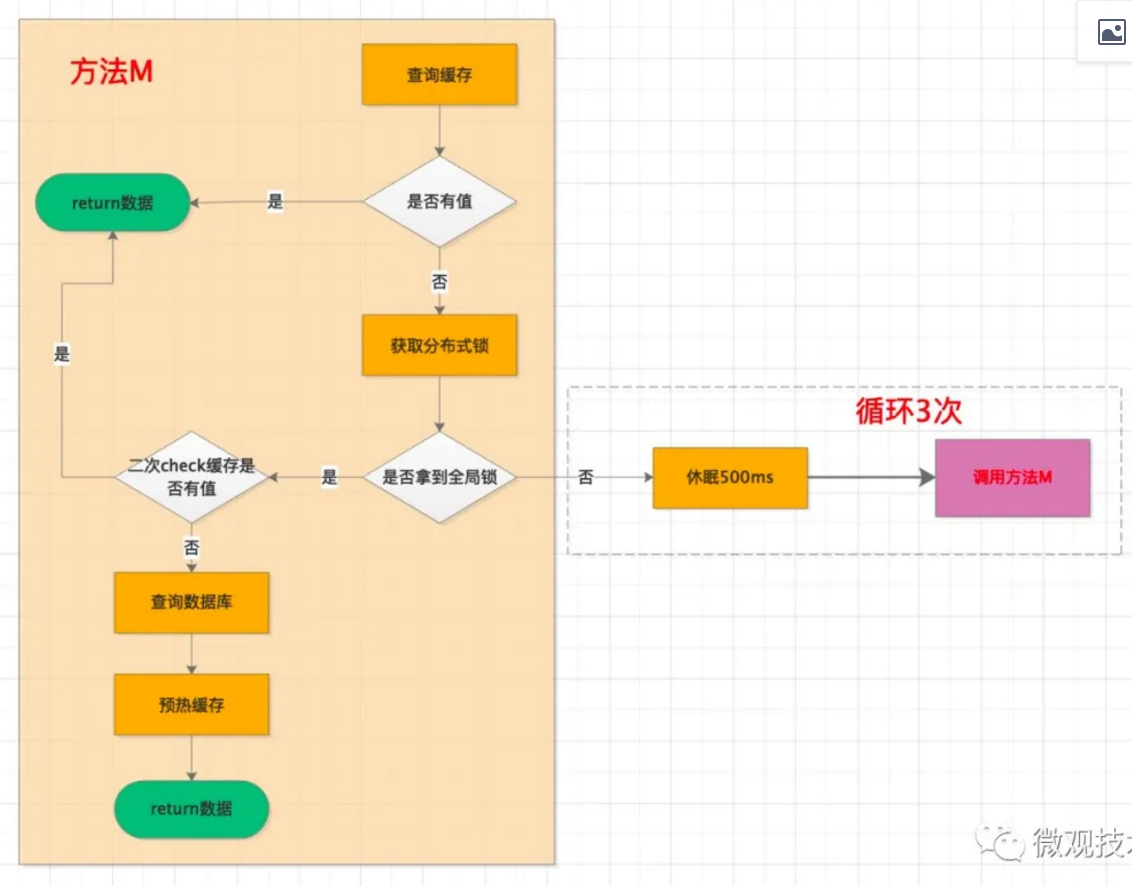 方法M
查询缓存
是否有值
是
return数据
否
获取分布式锁
是
是否拿到全局锁
是
二次check缓存是
否有值
否
循环3次
休眠500ms
调用方法M
否
查询数据库
预热缓存
return数据
微观技